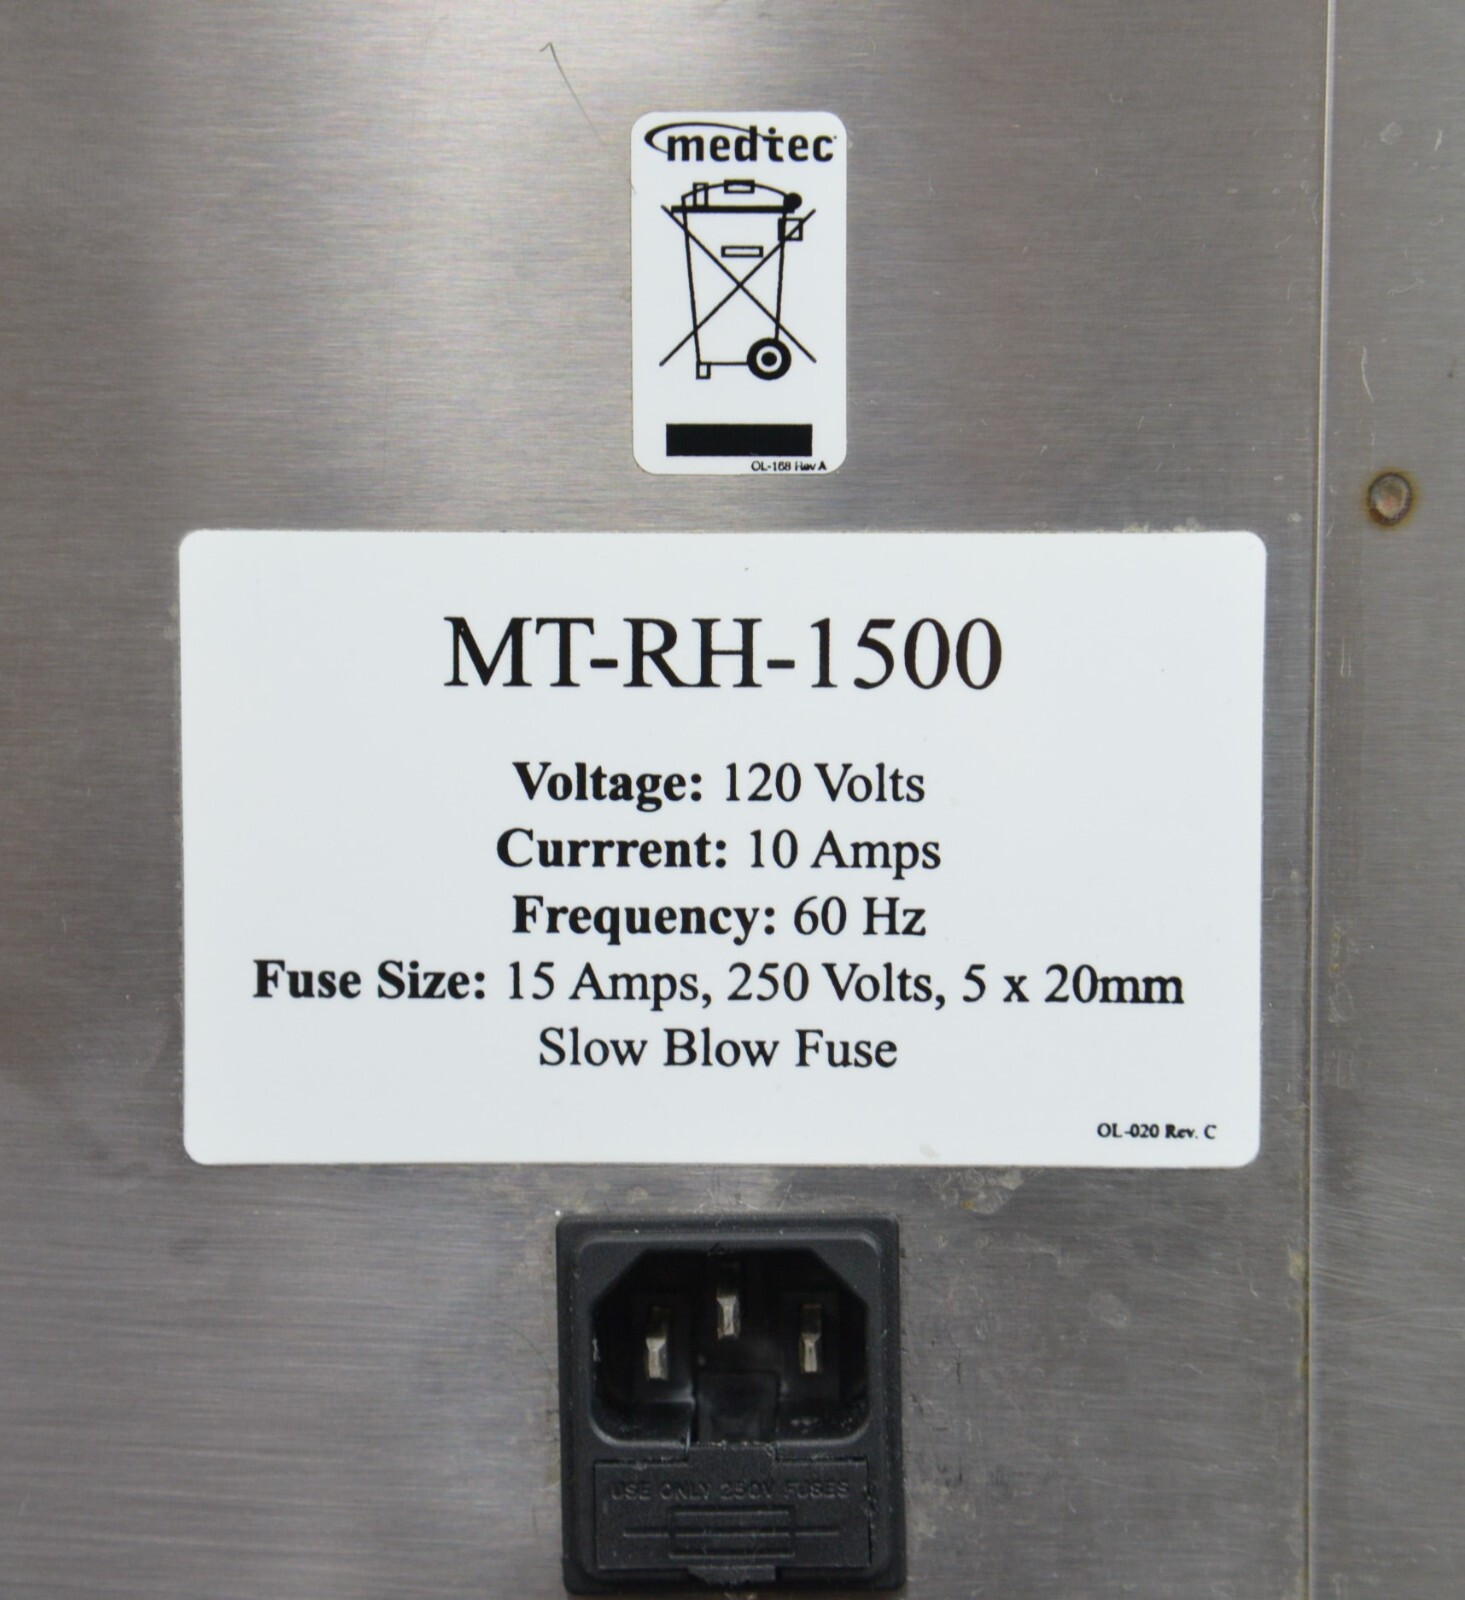 medtec
OL-168 Rev A
MT-RH-1500
Voltage: 120 Volts
Currrent: 10 Amps
Frequency: 60 Hz
Fuse Size: 15 Amps, 250 Volts, 5 x 20mm
Slow Blow Fuse
OL-020 Rev. C
USE ONLY 250V FUSES